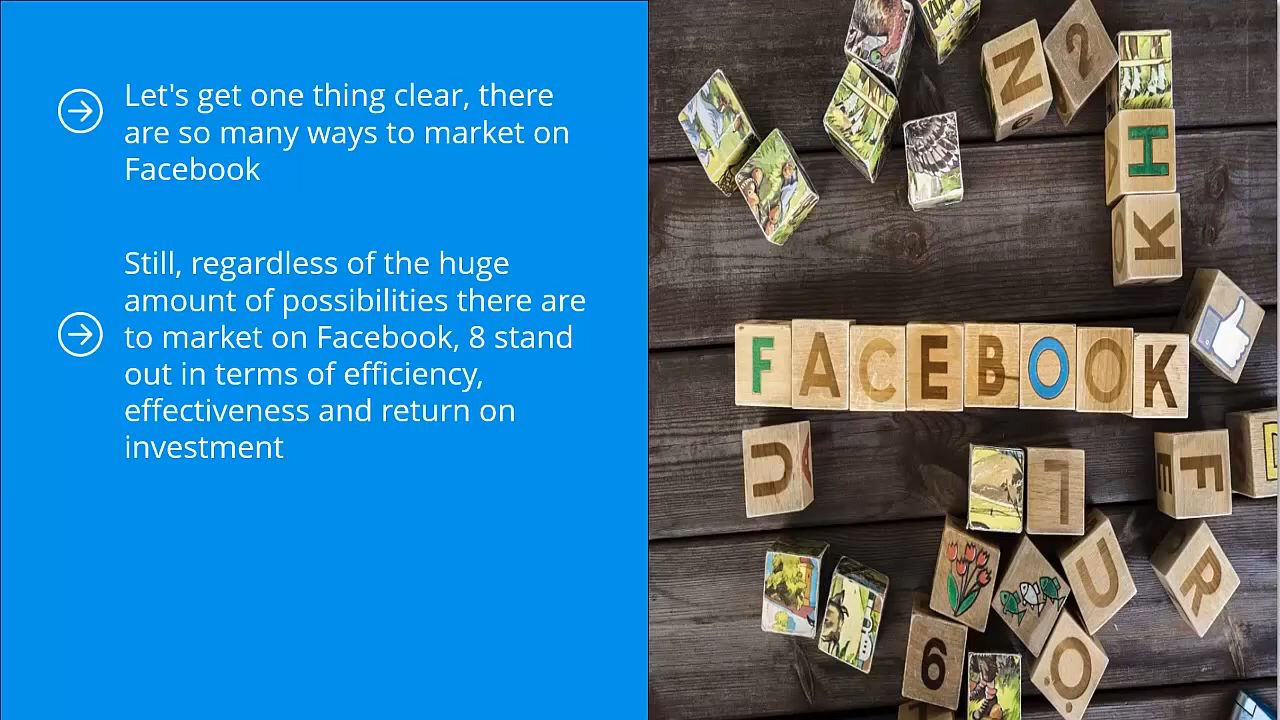 Let's get one thing clear, there
are so many ways to market on
Facebook
Still, regardless of the huge
amount of possibilities there are
to market on Facebook, 8 stand
out in terms of efficiency,
effectiveness and return on
investment
N
2
H
K
FACEBOOK
U
L
E F
U
R
6
O